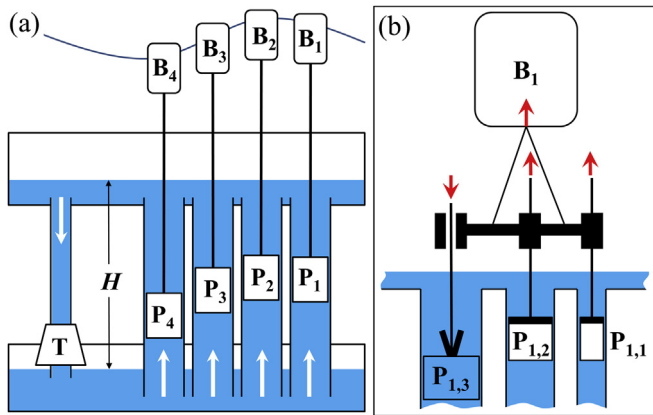 (a)
B₄
B₃
B₂
B₁
H
P₄
P₃
P₂
P₁
T
(b)
B₁
P₁,₃
P₁,₂
P₁,₁